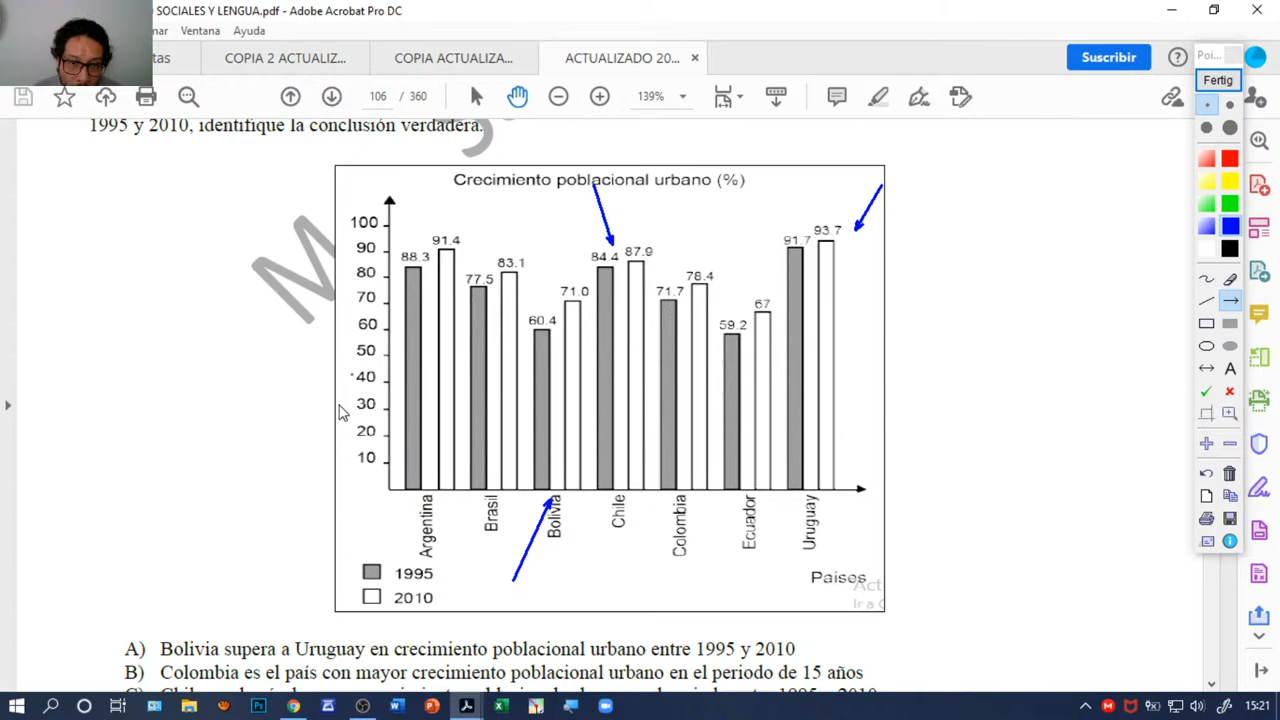 SOCIALES Y LENGUA.pdf - Adobe Acrobat Pro DC
Ventana Ayuda
COPIA 2 ACTUALIZ... COPIA ACTUALIZA... ACTUALIZADO 20... × Suscribir
106 / 360 139%
Fertig
1995 y 2010, identifique la conclusión verdadera.
Crecimiento poblacional urbano (%)
100
90
80
70
60
50
40
30
20
10
88.3 91.4
77.5 83.1
60.4 71.0
84.4 87.9
71.7 78.4
59.2 67
91.7 93.7
Argentina
Brasil
Bolivia
Chile
Colombia
Ecuador
Uruguay
1995
2010
Paises
A) Bolivia supera a Uruguay en crecimiento poblacional urbano entre 1995 y 2010
B) Colombia es el país con mayor crecimiento poblacional urbano en el periodo de 15 años
15:21